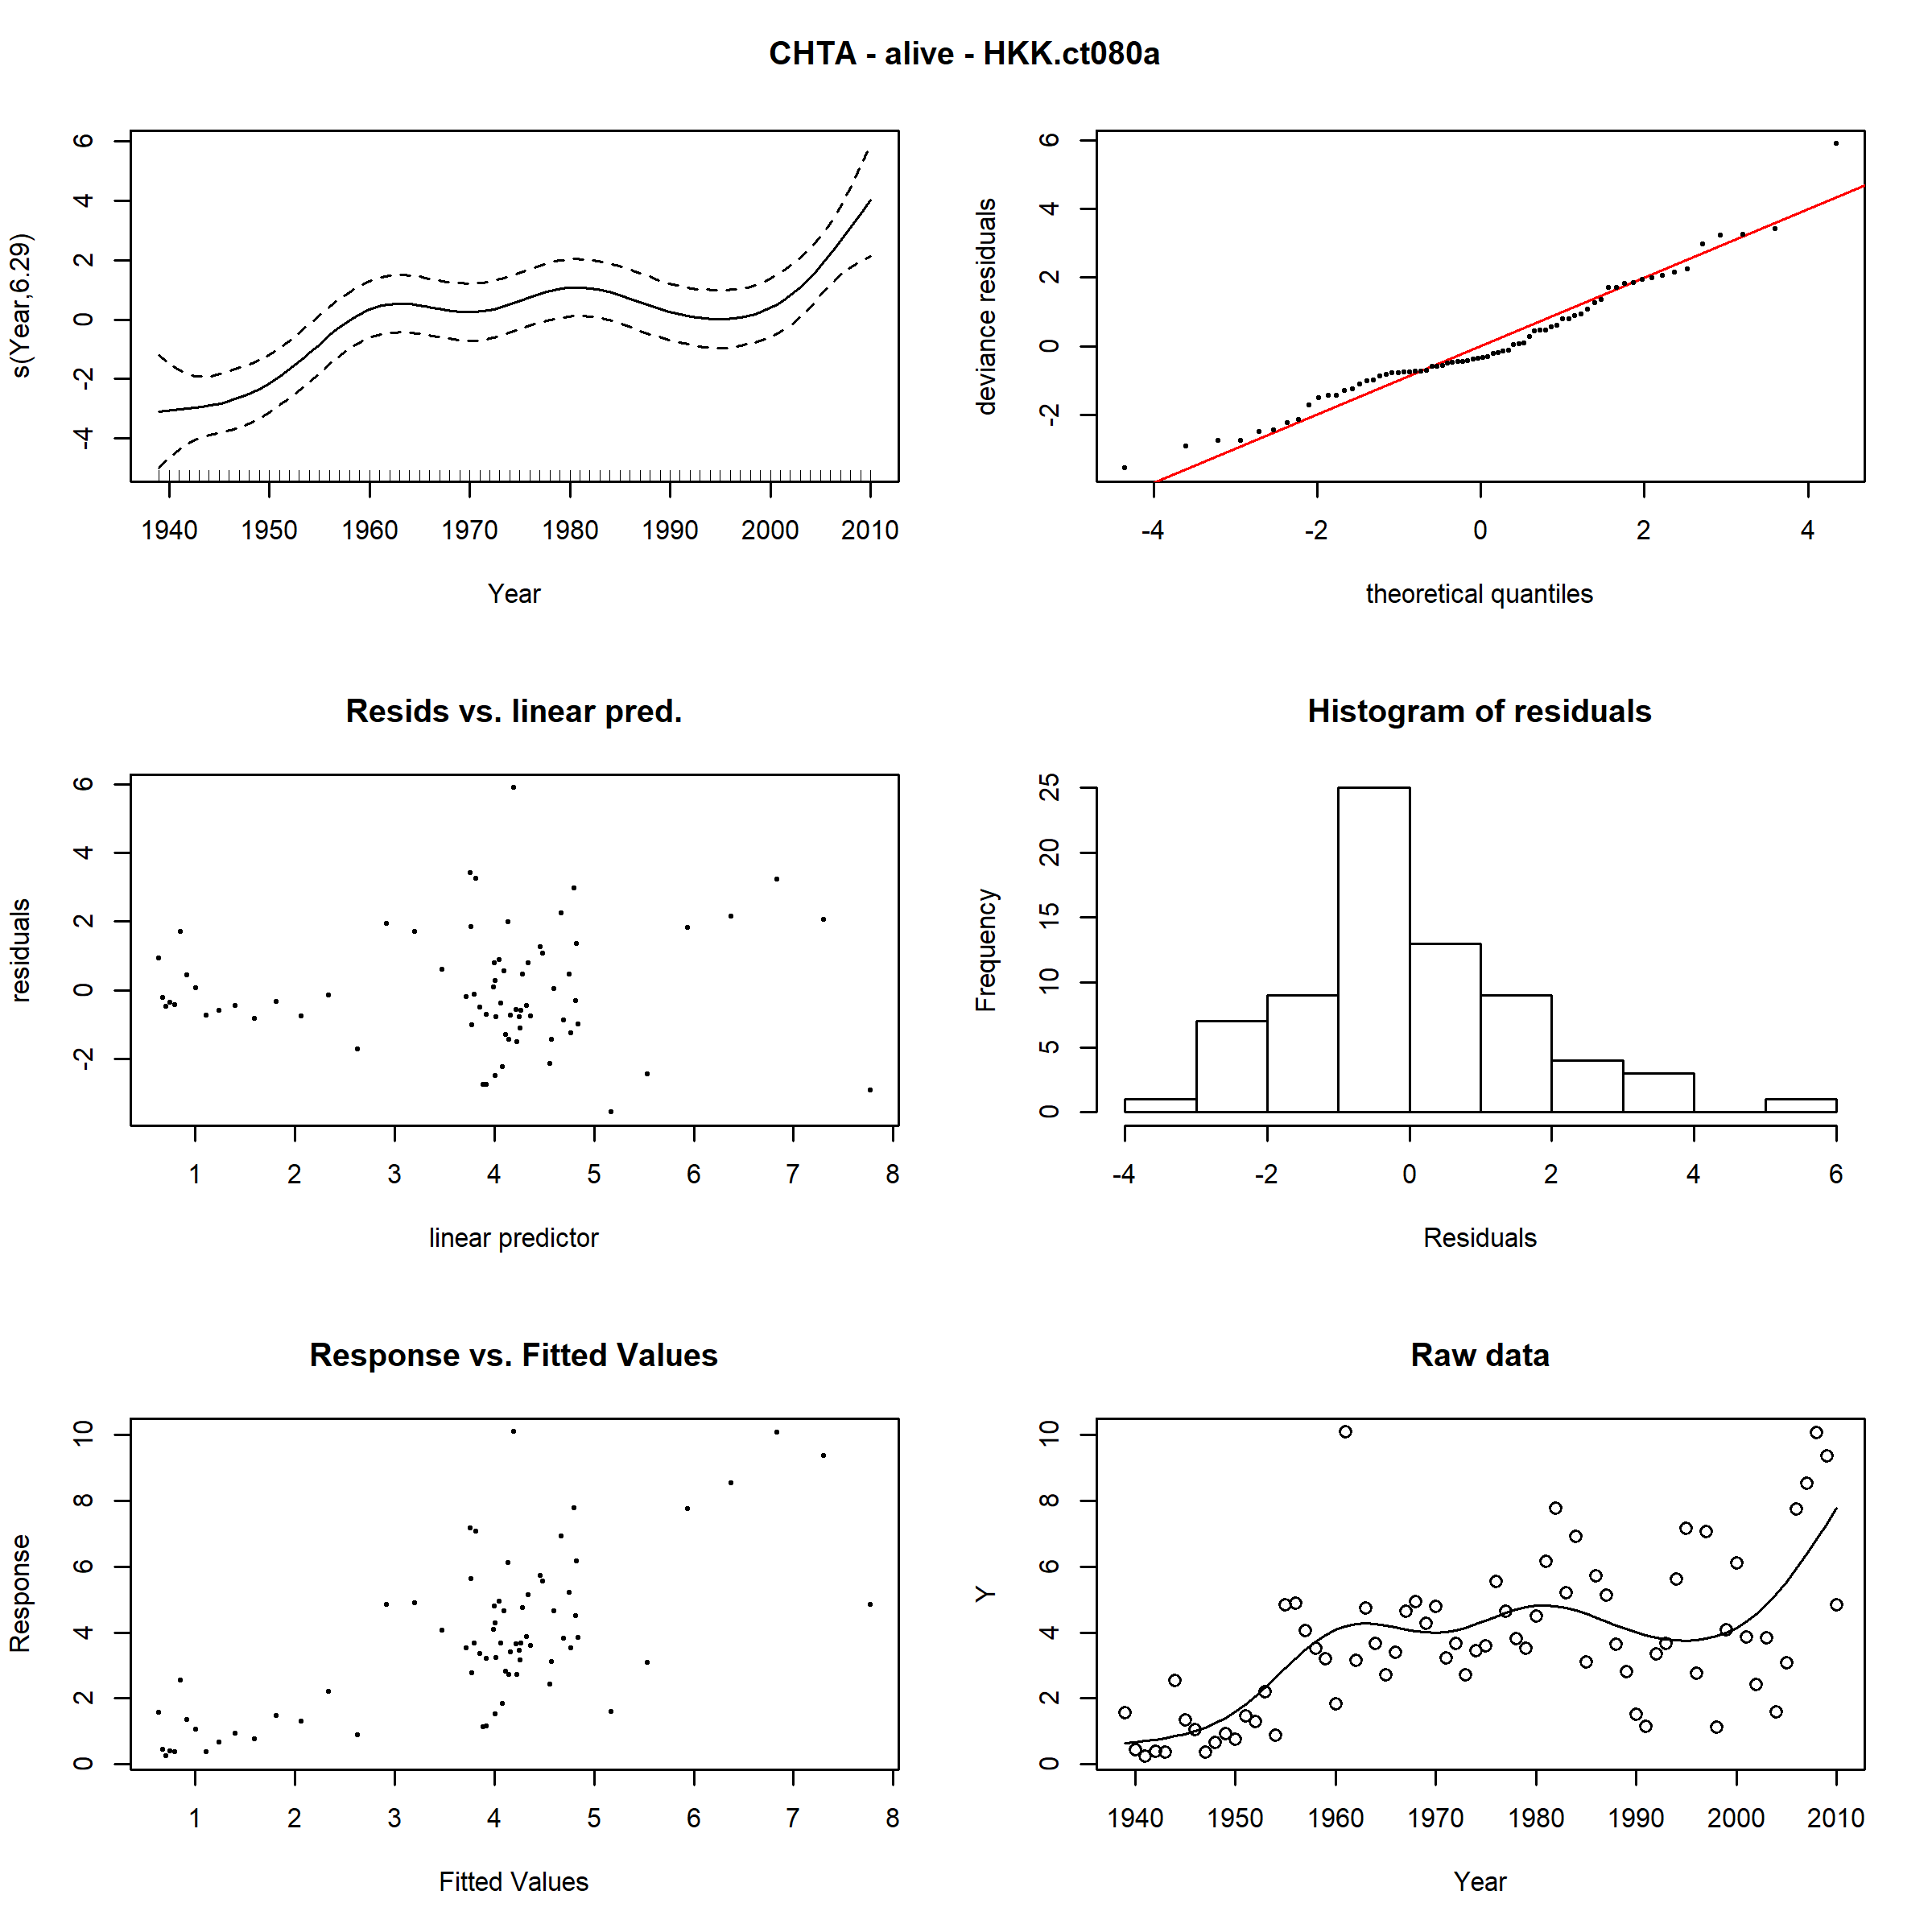 CHTA - alive - HKK.ct080a
s(Year,6.29)
6
4
2
0
-2
-4
1940 1950 1960 1970 1980 1990 2000 2010
Year
deviance residuals
6
4
2
0
-2
-4 -2 0 2 4
theoretical quantiles
Resids vs. linear pred.
residuals
6
4
2
0
-2
1 2 3 4 5 6 7 8
linear predictor
Histogram of residuals
Frequency
25
20
15
10
5
0
-4 -2 0 2 4 6
Residuals
Response vs. Fitted Values
Response
10
8
6
4
2
0
1 2 3 4 5 6 7 8
Fitted Values
Raw data
Y
10
8
6
4
2
0
1940 1950 1960 1970 1980 1990 2000 2010
Year